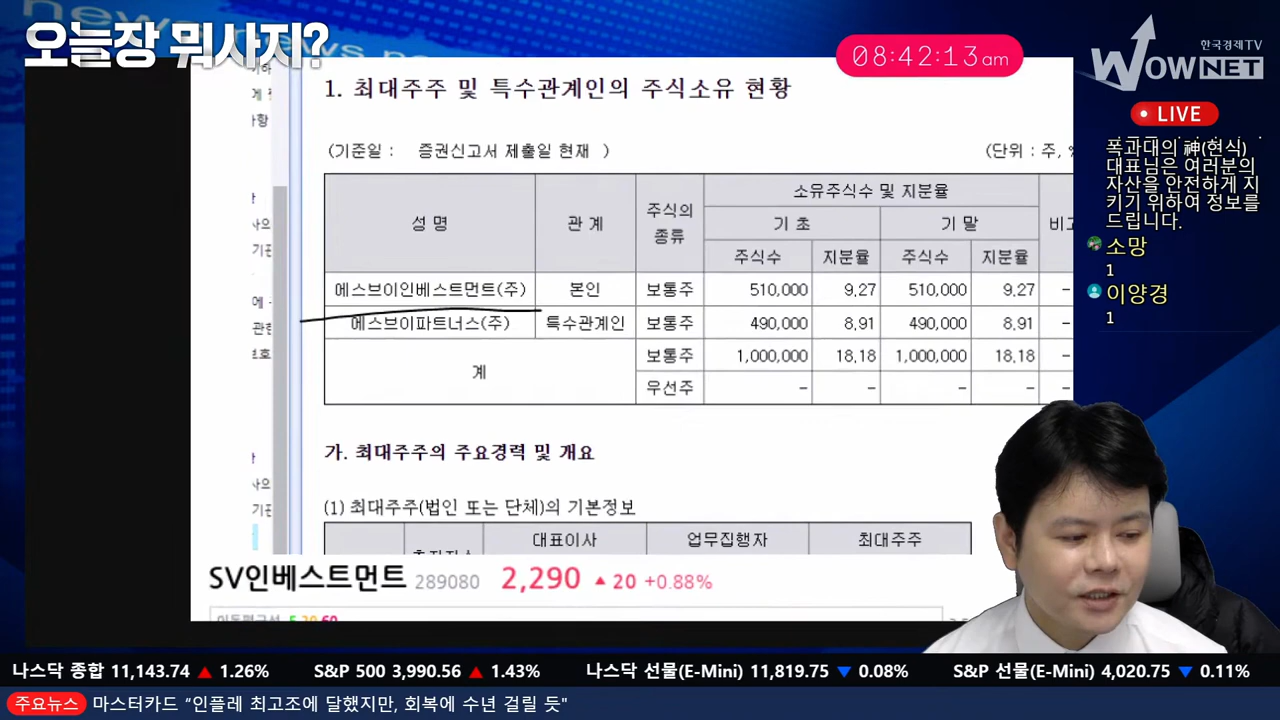 오늘장 뭐사지?
08:42:13am
한국경제TV
WOWNET
LIVE
폭과대의 神(현식)
대표님은 여러분의
자산을 안전하게 지
키기 위하여 정보를
드립니다.
소망
1
이양경
1
1. 최대주주 및 특수관계인의 주식소유 현황
(기준일 : 증권신고서 제출일 현재 )
(단위 : 주,
성 명 관 계 주식의 종류 소유주식수 및 지분율
기 초 기 말
주식수 지분율 주식수 지분율
에스브이인베스트먼트(주) 본인 보통주 510,000 9.27 510,000 9.27 -
에스브이파트너스(주) 특수관계인 보통주 490,000 8.91 490,000 8.91 -
계 보통주 1,000,000 18.18 1,000,000 18.18 -
우선주 - - - - -
가. 최대주주의 주요경력 및 개요
(1) 최대주주(법인 또는 단체)의 기본정보
대표이사 업무집행자 최대주주
SV인베스트먼트 289080 2,290 ▲ 20 +0.88%
나스닥 종합 11,143.74 ▲ 1.26% S&P 500 3,990.56 ▲ 1.43% 나스닥 선물(E-Mini) 11,819.75 ▼ 0.08% S&P 선물(E-Mini) 4,020.75 ▼ 0.11%
주요뉴스 마스터카드 “인플레 최고조에 달했지만, 회복에 수년 걸릴 듯"